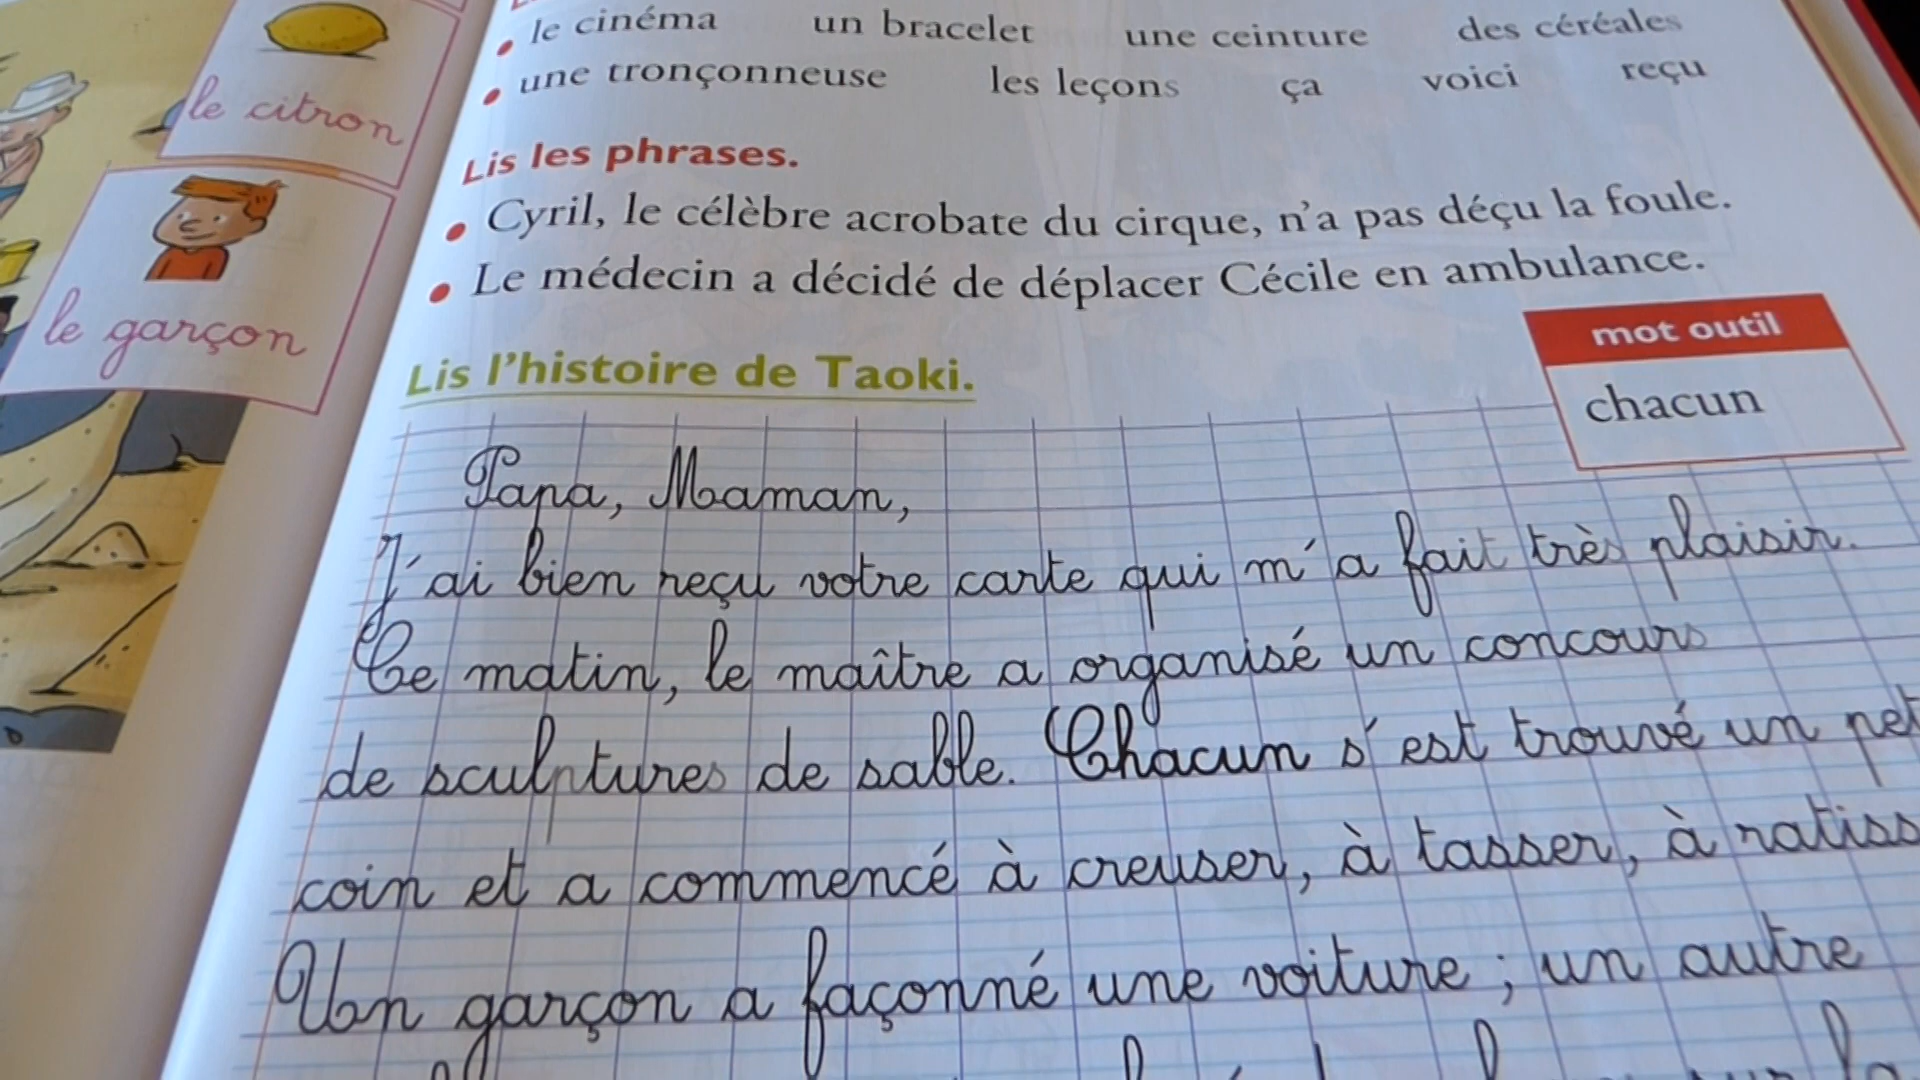 le citron
le garçon
le cinéma un bracelet une ceinture des céréales
une tronçonneuse les leçons ça voici reçu
Lis les phrases.
Cyril, le célèbre acrobate du cirque, n'a pas déçu la foule.
Le médecin a décidé de déplacer Cécile en ambulance.
mot outil
chacun
Lis l'histoire de Taoki.
Papa, Maman,
J'ai bien reçu votre carte qui m'a fait très plaisir.
Ce matin, le maître a organisé un concours
de sculptures de sable. Chacun s'est trouvé un pet
coin et a commencé à creuser, à tasser, à ratiss
Un garçon a façonné une voiture ; un autre